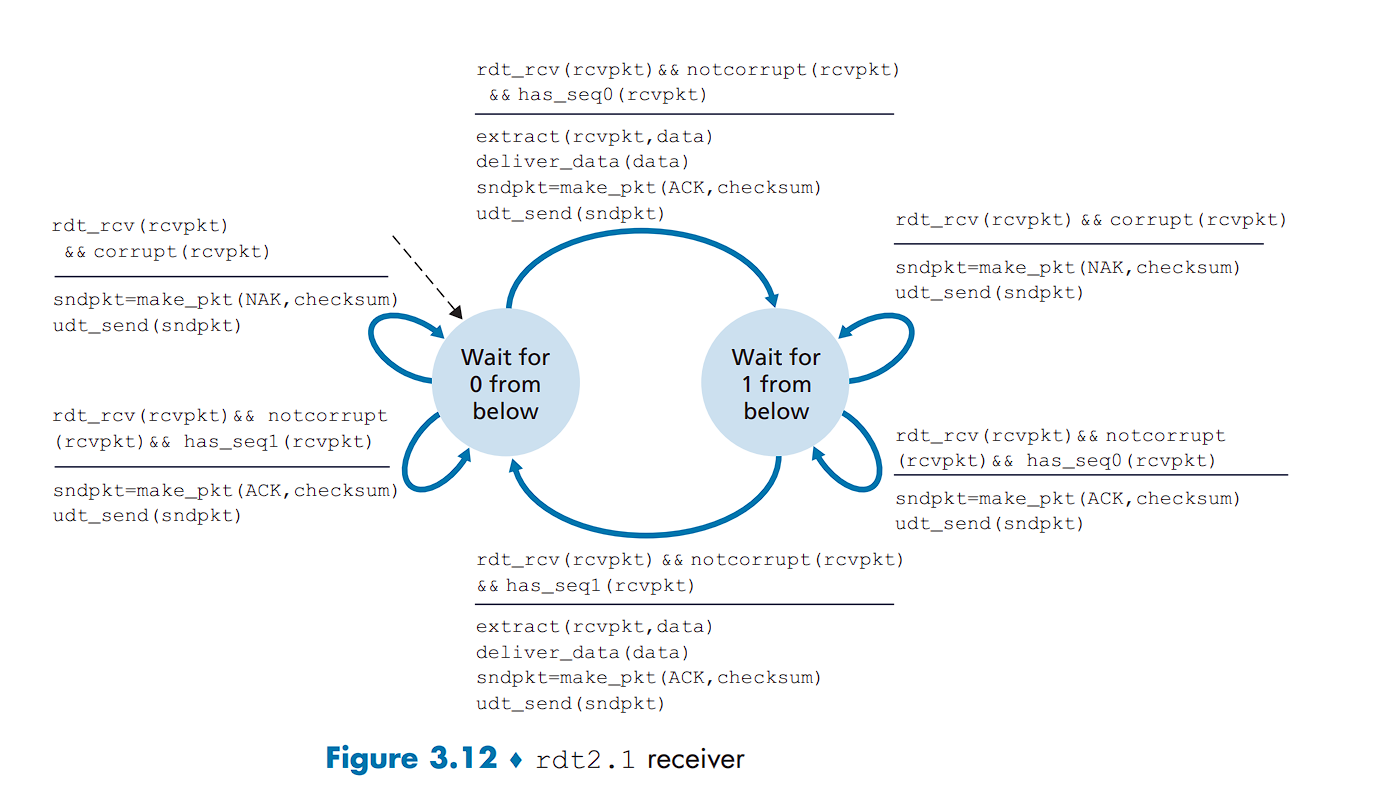 rdt_rcv(rcvpkt)&& notcorrupt(rcvpkt)
&& has_seq0(rcvpkt)
extract(rcvpkt,data)
deliver_data(data)
sndpkt=make_pkt(ACK,checksum)
udt_send(sndpkt)
rdt_rcv(rcvpkt)
&& corrupt(rcvpkt)
sndpkt=make_pkt(NAK,checksum)
udt_send(sndpkt)
rdt_rcv(rcvpkt) && corrupt(rcvpkt)
sndpkt=make_pkt(NAK,checksum)
udt_send(sndpkt)
Wait for
0 from
below
Wait for
1 from
below
rdt_rcv(rcvpkt)&& notcorrupt
(rcvpkt)&& has_seq1(rcvpkt)
sndpkt=make_pkt(ACK,checksum)
udt_send(sndpkt)
rdt_rcv(rcvpkt)&& notcorrupt
(rcvpkt)&& has_seq0(rcvpkt)
sndpkt=make_pkt(ACK,checksum)
udt_send(sndpkt)
rdt_rcv(rcvpkt) && notcorrupt(rcvpkt)
&& has_seq1(rcvpkt)
extract(rcvpkt,data)
deliver_data(data)
sndpkt=make_pkt(ACK,checksum)
udt_send(sndpkt)
Figure 3.12 ♦ rdt2.1 receiver